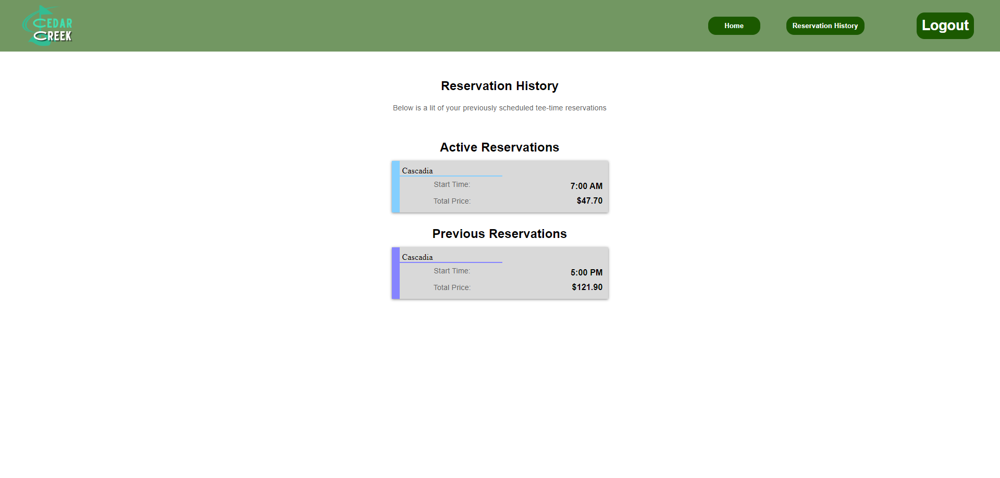 CEDAR
CREEK
Home
Reservation History
Logout
Reservation History
Below is a lit of your previously scheduled tee-time reservations
Active Reservations
Cascadia
Start Time:
7:00 AM
Total Price:
$47.70
Previous Reservations
Cascadia
Start Time:
5:00 PM
Total Price:
$121.90